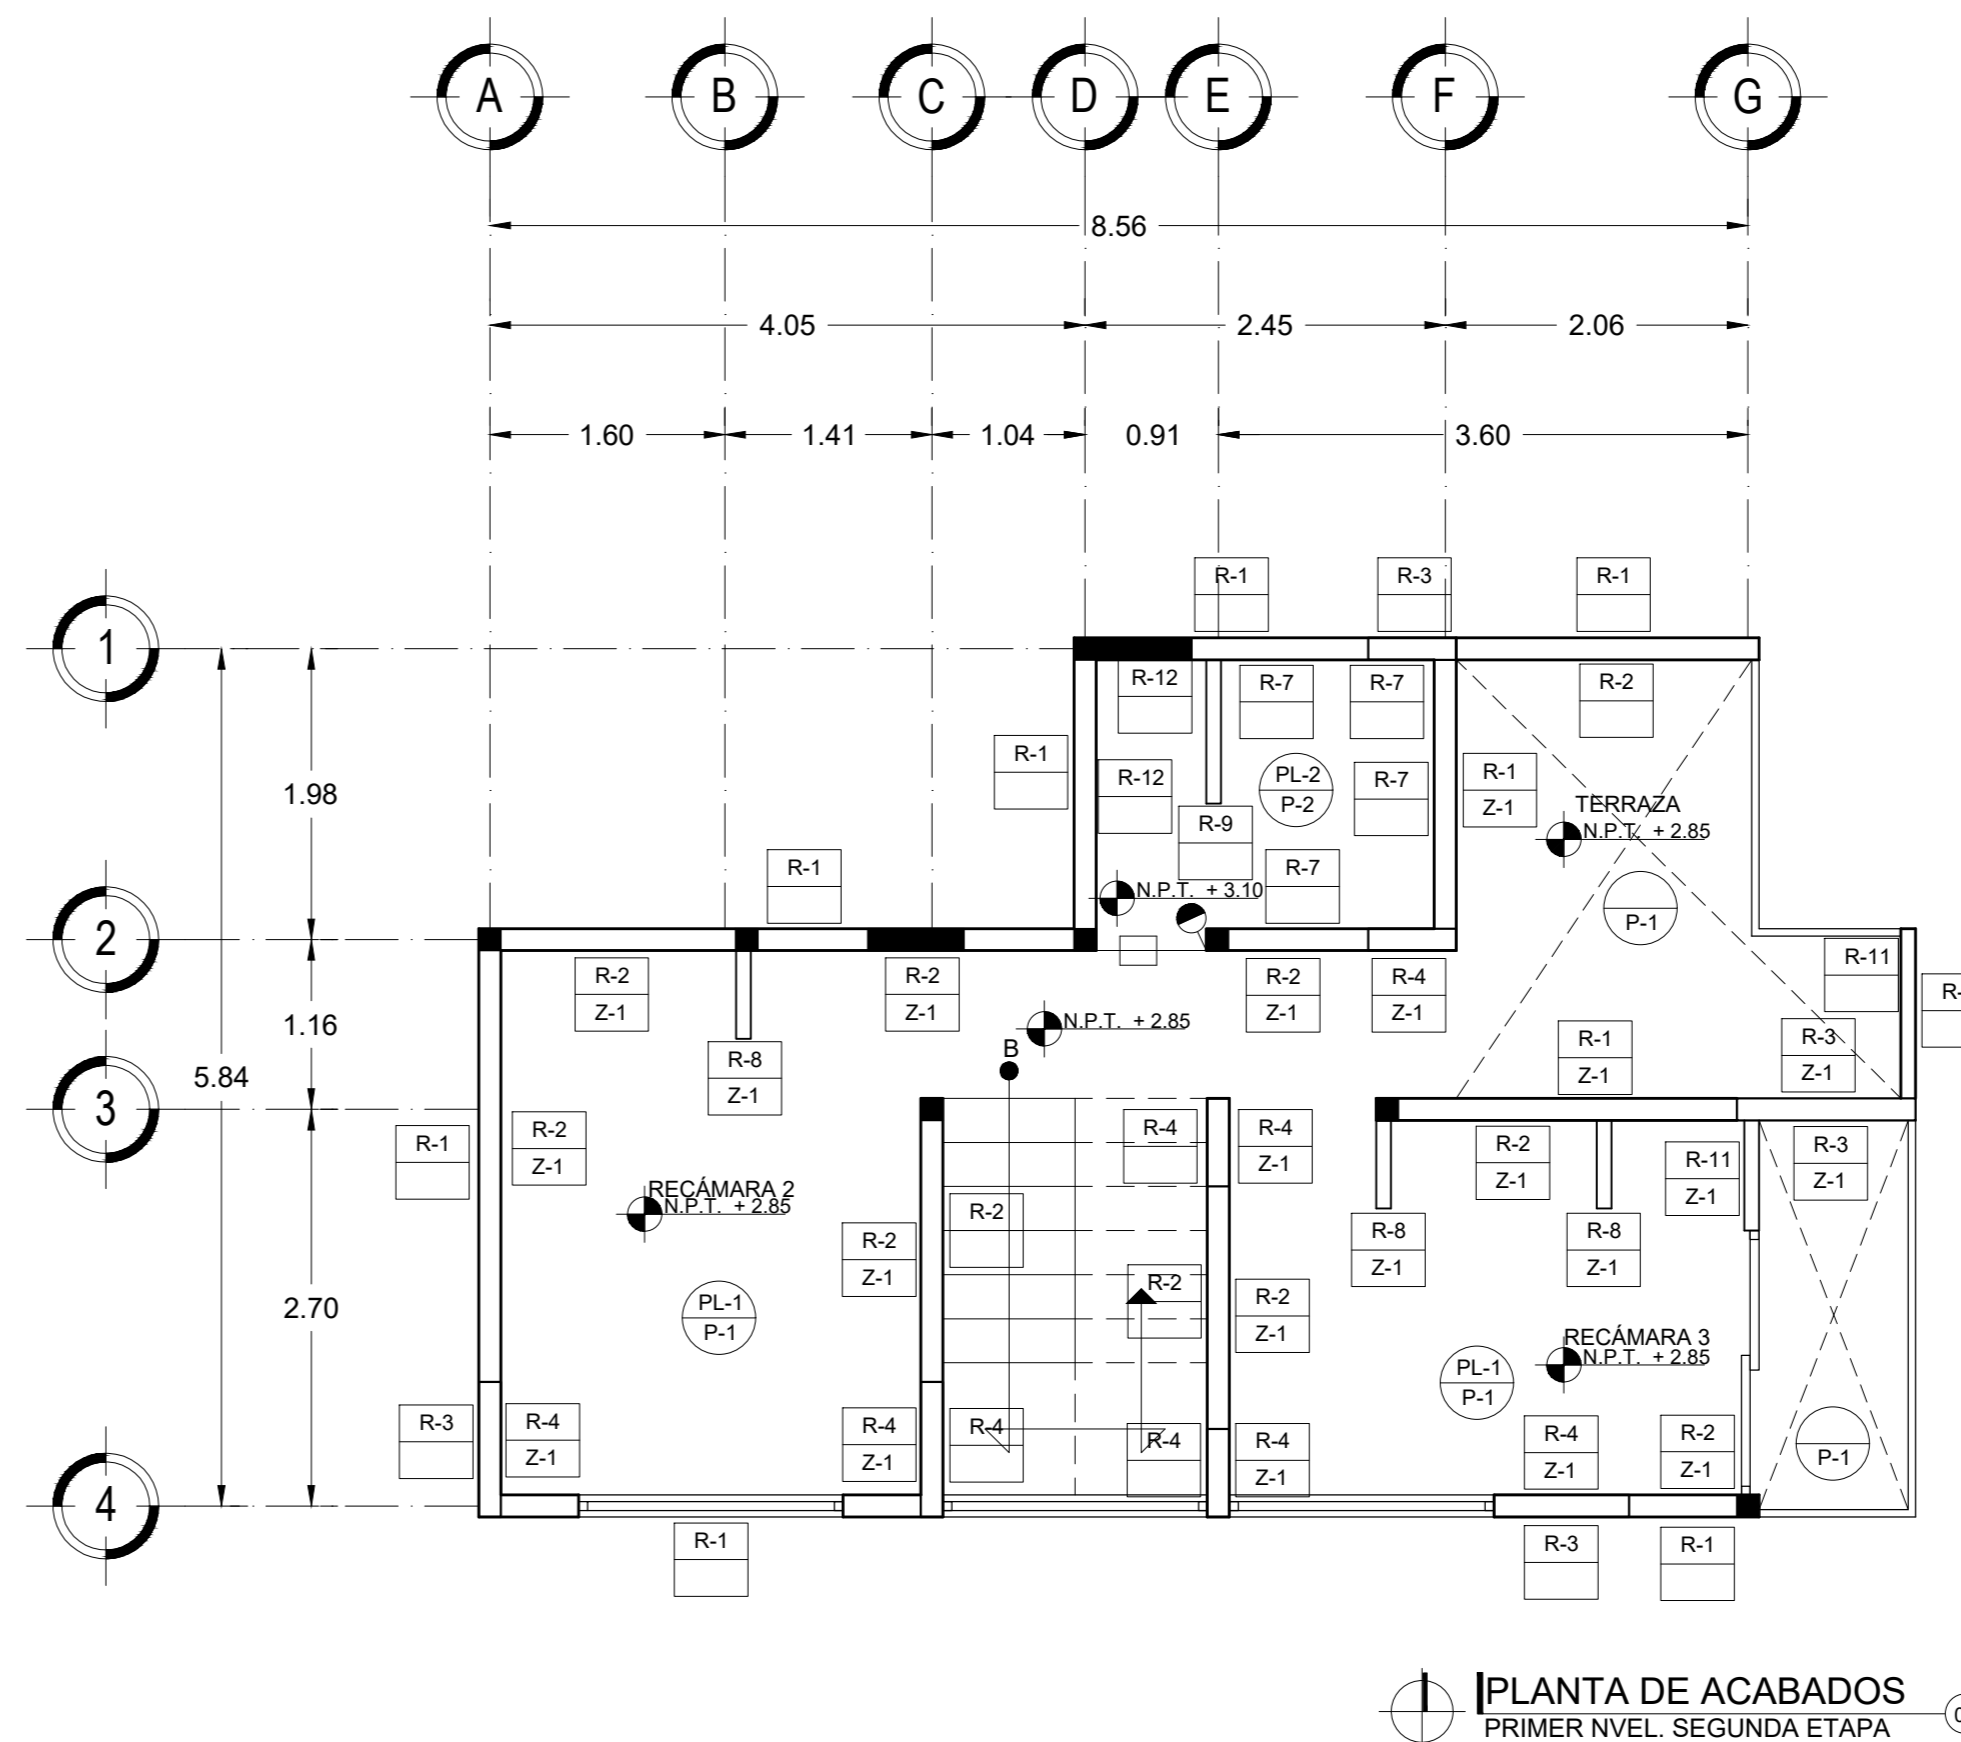 A B C D E F G
8.56
4.05 2.45 2.06
1.60 1.41 1.04 0.91 3.60
R-1 R-3 R-1
1
R-12 R-7 R-7 R-2
R-1
R-12 R-7 R-1
Z-1
PL-2
P-2
1.98
TERRAZA
N.P.T. + 2.85
R-9
R-1 R-7
N.P.T. + 3.10
P-1
2
R-11
R-2 R-2 R-2 R-4
Z-1 Z-1 Z-1 Z-1
R-
1.16
N.P.T. + 2.85
B
R-1 R-3
Z-1 Z-1
R-8
Z-1
5.84
3
R-1
R-2
Z-1
R-4 R-4
Z-1
R-2
Z-1
R-11
Z-1
R-3
Z-1
RECÁMARA 2
N.P.T. + 2.85
R-2
R-2
Z-1
R-8 R-8
Z-1 Z-1
2.70
PL-1
P-1
R-2 R-2
Z-1
RECÁMARA 3
N.P.T. + 2.85
PL-1
P-1
R-3
R-4 R-4
Z-1 Z-1
R-4 R-4 R-4
Z-1
R-4 R-2
Z-1 Z-1
P-1
4
R-1 R-3 R-1
PLANTA DE ACABADOS
PRIMER NVEL. SEGUNDA ETAPA